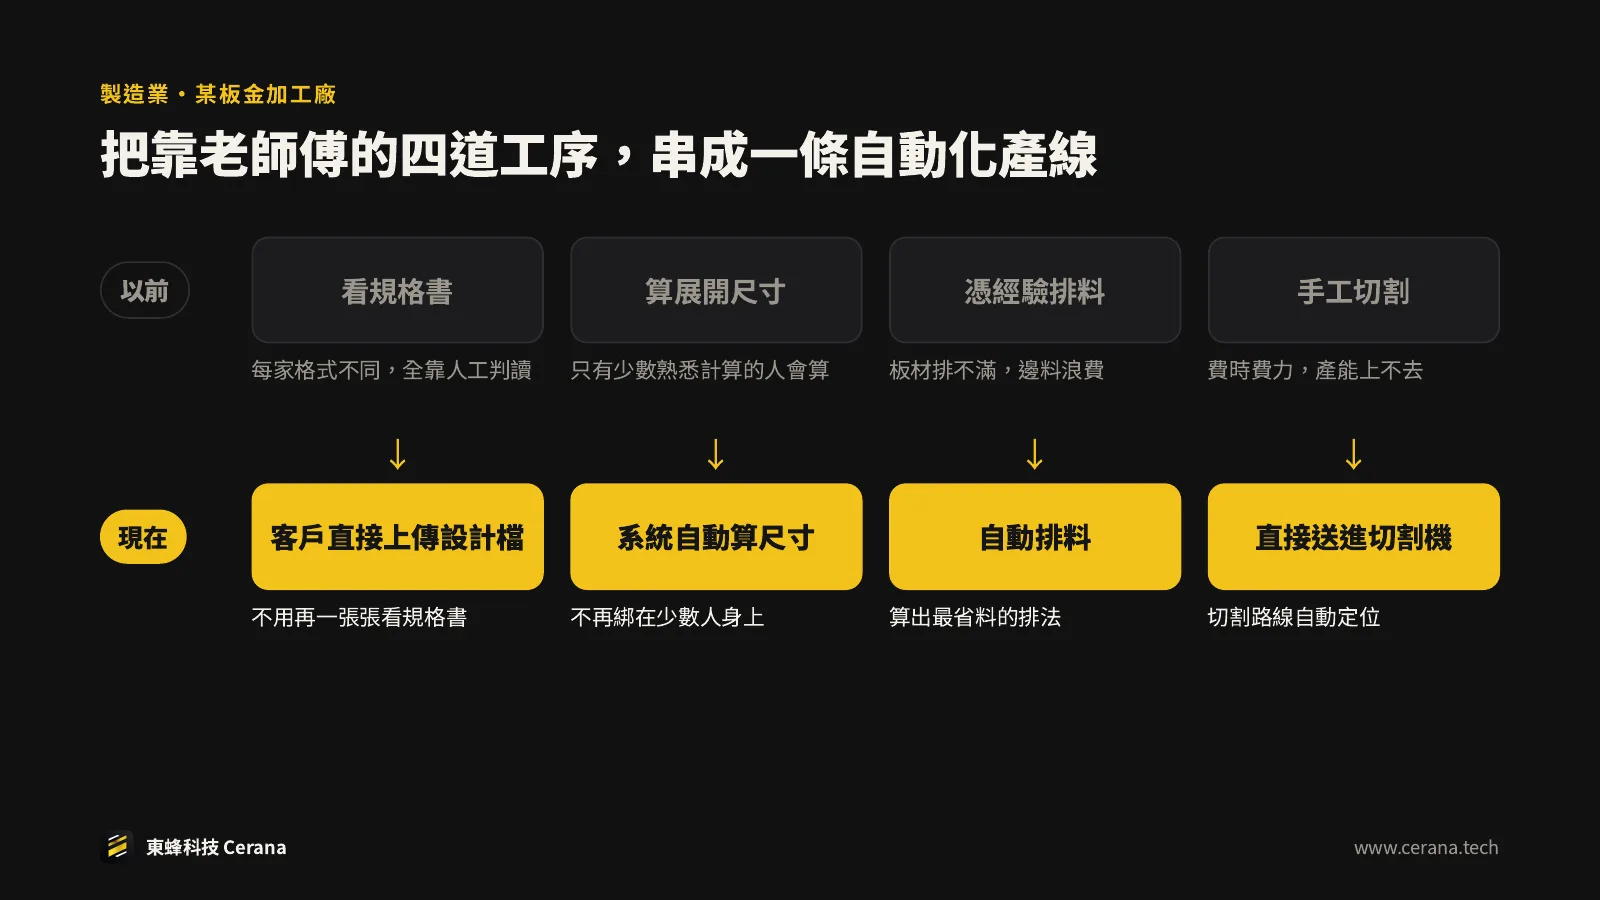 製造業・某板金加工廠
把靠老師傅的四道工序，串成一條自動化產線
以前
看規格書
算展開尺寸
憑經驗排料
手工切割
每家格式不同，全靠人工判讀
只有少數熟悉計算的人會算
板材排不滿，邊料浪費
費時費力，產能上不去
↓ ↓ ↓ ↓
現在
客戶直接上傳設計檔
系統自動算尺寸
自動排料
直接送進切割機
不用再一張張看規格書
不再綁在少數人身上
算出最省料的排法
切割路線自動定位
東蜂科技 Cerana
www.cerana.tech